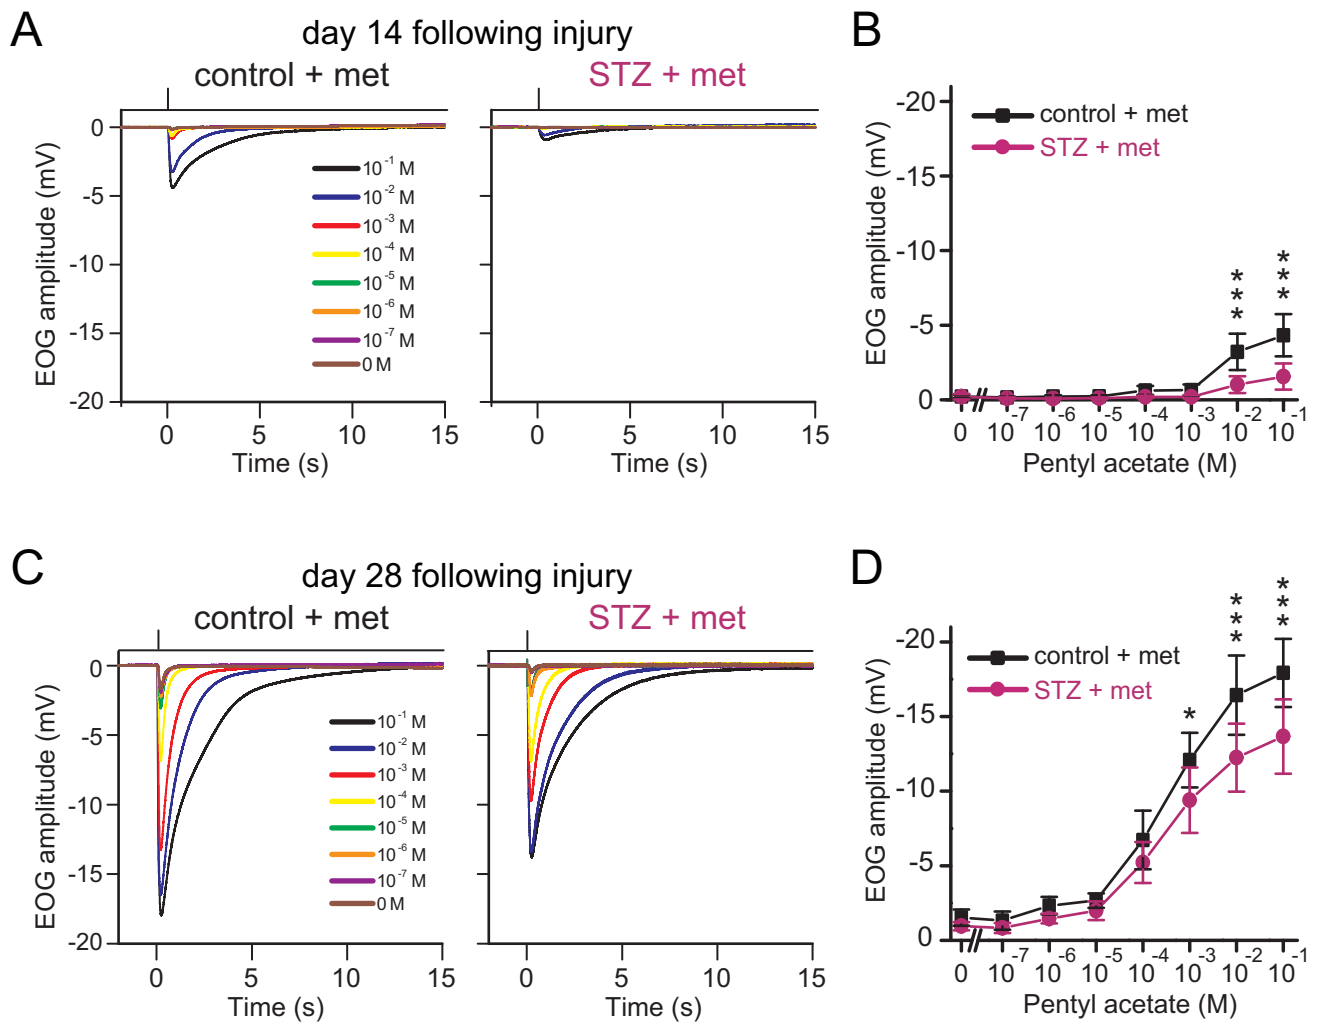 A
day 14 following injury
control + met
STZ + met
EOG amplitude (mV)
0
-5
-10
-15
-20
10⁻¹ M
10⁻² M
10⁻³ M
10⁻⁴ M
10⁻⁵ M
10⁻⁶ M
10⁻⁷ M
0 M
0 5 10 15
Time (s)
0 5 10 15
Time (s)
B
EOG amplitude (mV)
-20
-15
-10
-5
0
control + met
STZ + met
***
***
0 10⁻⁷ 10⁻⁶ 10⁻⁵ 10⁻⁴ 10⁻³ 10⁻² 10⁻¹
Pentyl acetate (M)
C
day 28 following injury
control + met
STZ + met
EOG amplitude (mV)
0
-5
-10
-15
-20
10⁻¹ M
10⁻² M
10⁻³ M
10⁻⁴ M
10⁻⁵ M
10⁻⁶ M
10⁻⁷ M
0 M
0 5 10 15
Time (s)
0 5 10 15
Time (s)
D
EOG amplitude (mV)
-20
-15
-10
-5
0
control + met
STZ + met
*
***
***
0 10⁻⁷ 10⁻⁶ 10⁻⁵ 10⁻⁴ 10⁻³ 10⁻² 10⁻¹
Pentyl acetate (M)